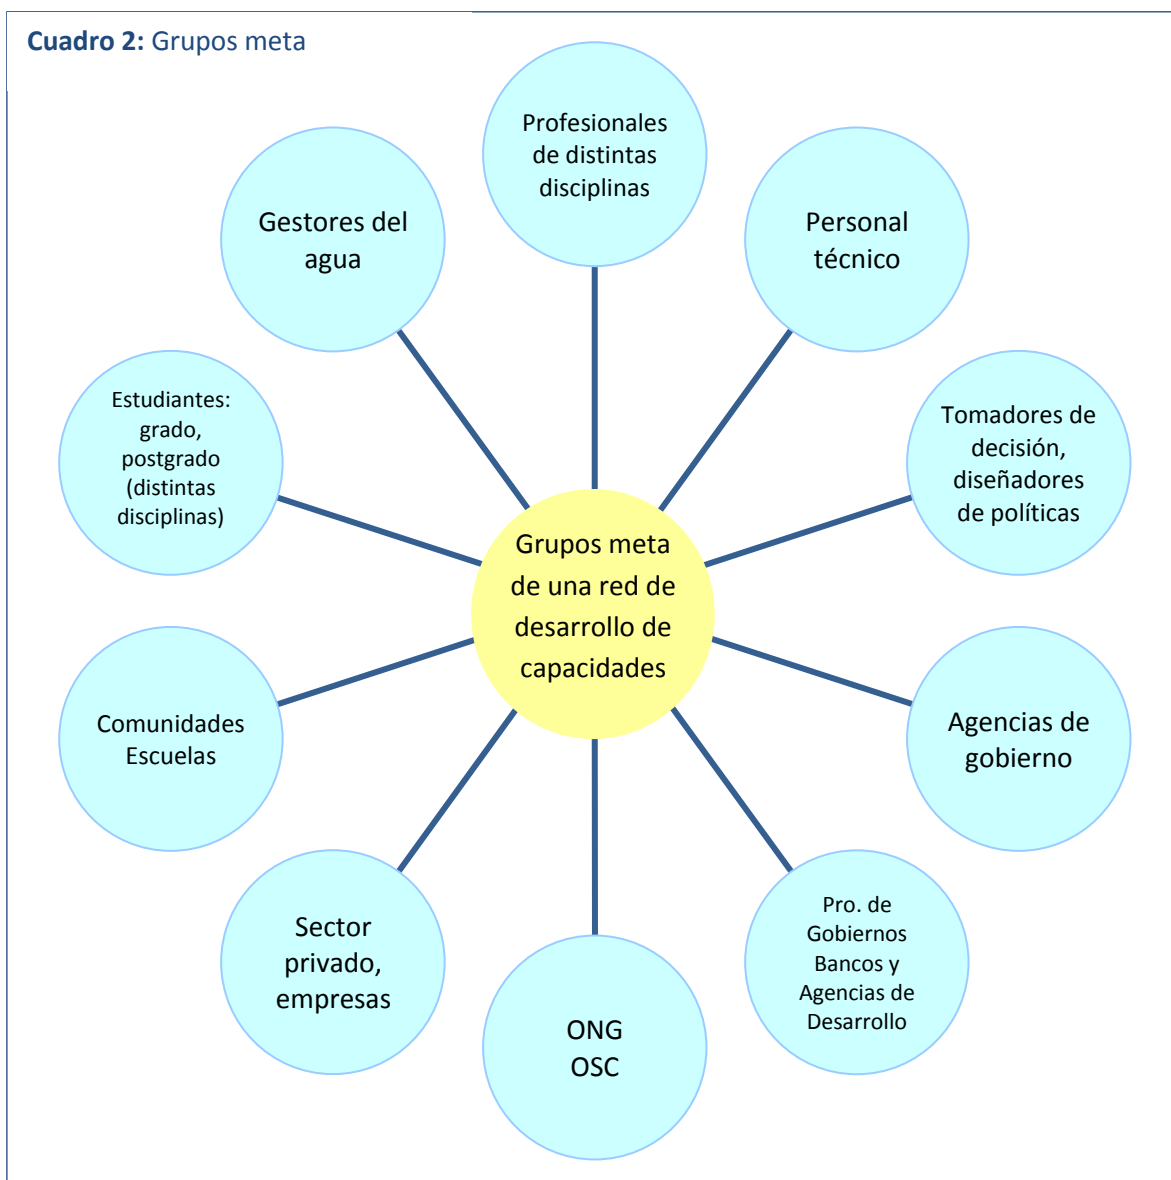 Cuadro 2: Grupos meta
Profesionales
de distintas
disciplinas
Personal
técnico
Tomadores de
decisión,
diseñadores
de políticas
Agencias de
gobierno
Pro. de
Gobiernos
Bancos y
Agencias de
Desarrollo
ONG
OSC
Sector
privado,
empresas
Comunidades
Escuelas
Estudiantes:
grado,
postgrado
(distintas
disciplinas)
Gestores del
agua
Grupos meta
de una red de
desarrollo de
capacidades